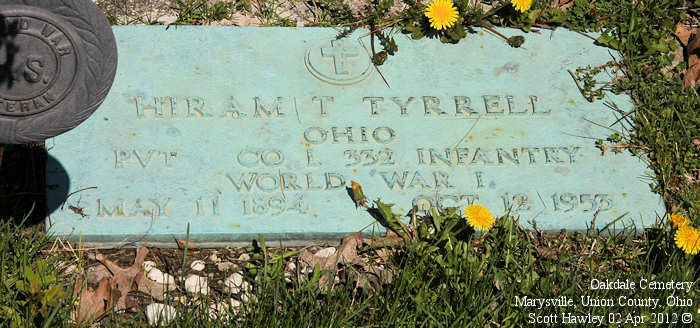 HIRAM T TYRRELL
OHIO
PVT CO. L 332 INFANTRY
WORLD WAR I
MAY 11 1894 OCT 12 1953
S.
Oakdale Cemetery
Marysville, Union County, Ohio
Scott Hawley 02 Apr 2012 ©